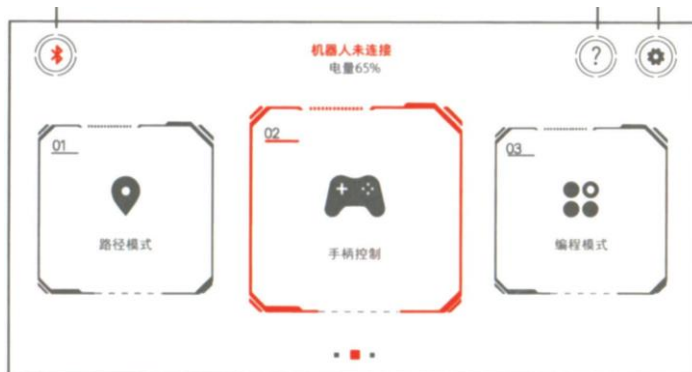 机器人未连接
电量65%
?
01
路径模式
02
手柄控制
03
编程模式